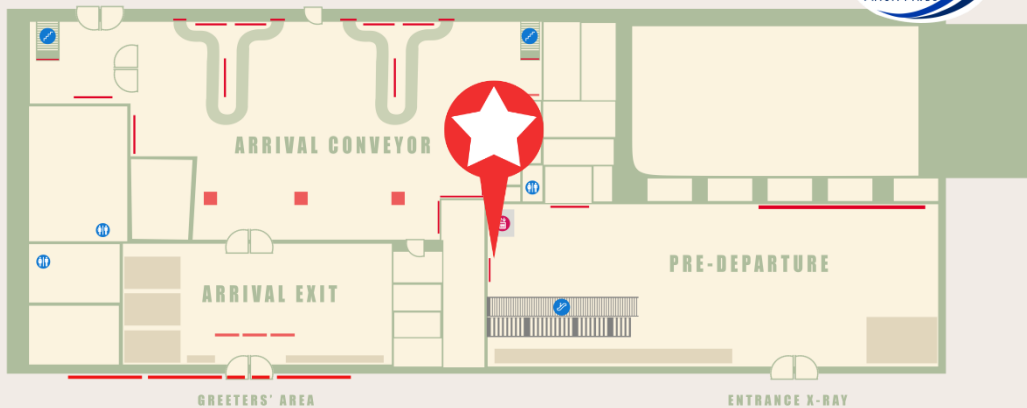 ARRIVAL CONVEYOR
PRE-DEPARTURE
ARRIVAL EXIT
GREETERS' AREA
ENTRANCE X-RAY